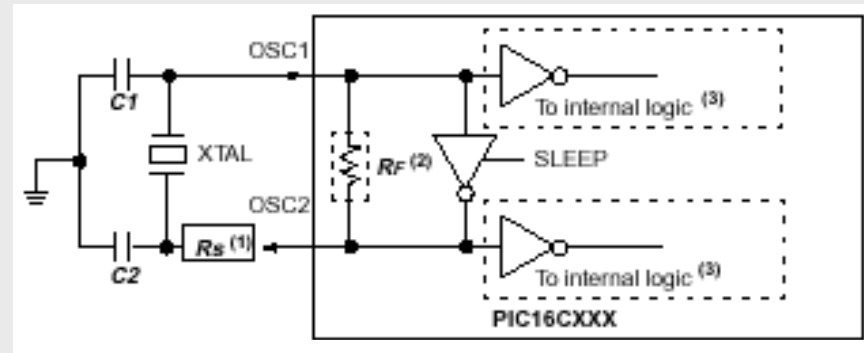 OSC1
C1
To internal logic (3)
XTAL
RF (2)
SLEEP
OSC2
Rs (1)
C2
To internal logic (3)
PIC16CXXX